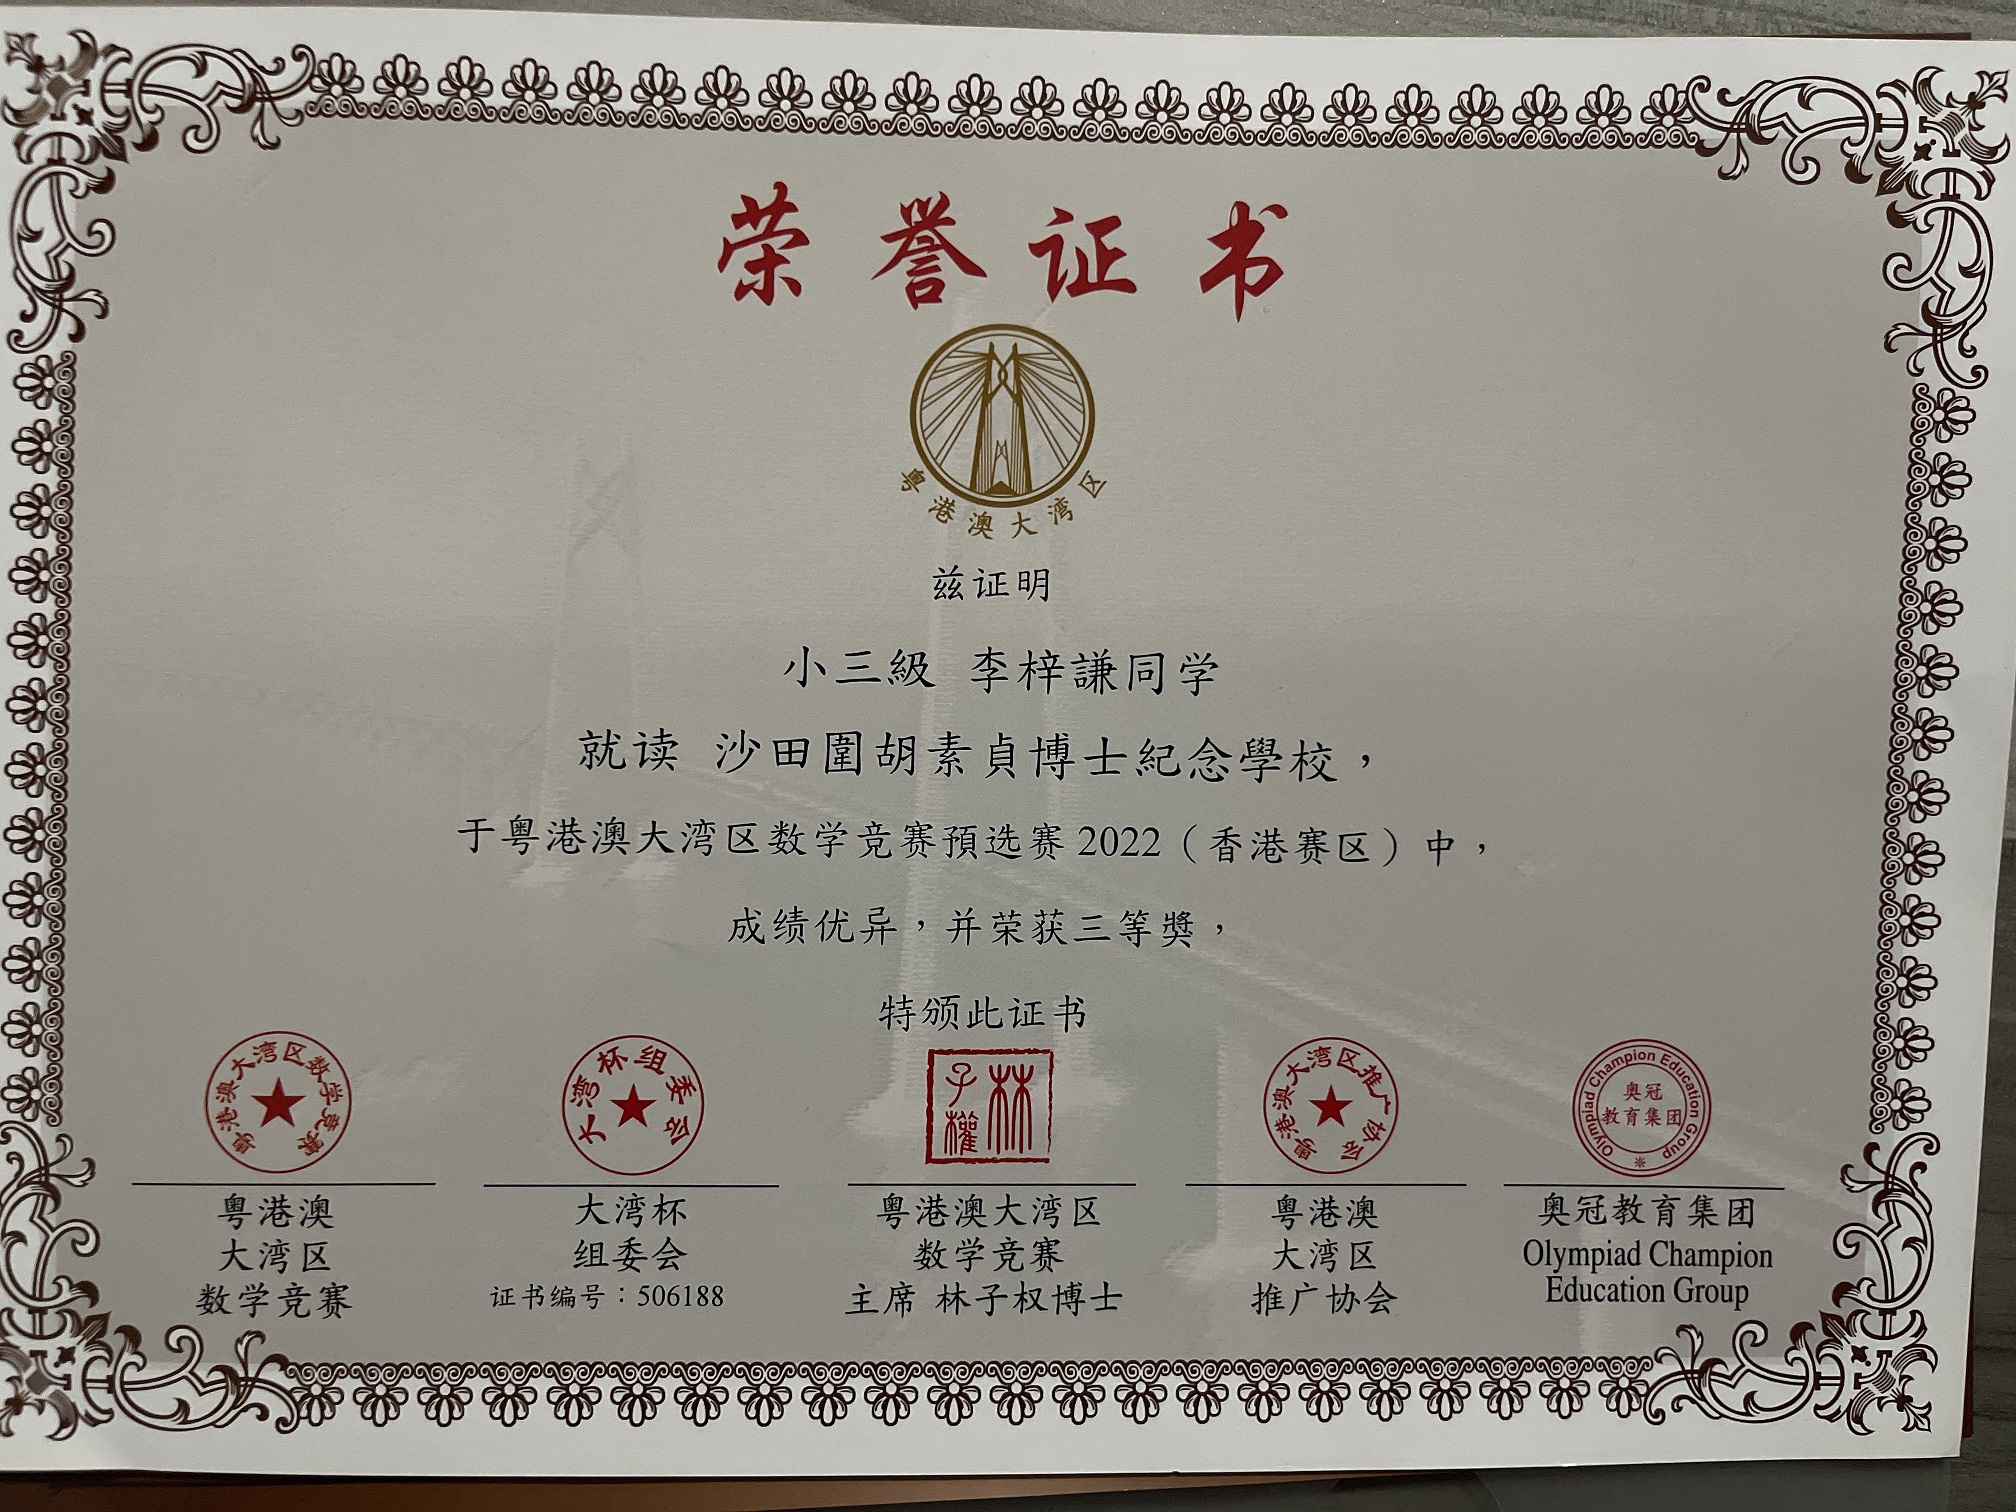 荣誉证书
粤港澳大湾区
兹证明
小三級 李梓謙同学
就读 沙田圍胡素貞博士紀念學校，
于粤港澳大湾区数学竞赛預选赛 2022（香港赛区）中，
成绩优异，并荣获三等獎，
特颁此证书
粤港澳大湾区数学竞赛
大湾杯组委会
林子權
粤港澳大湾区推广协会
Olympiad Champion Education Group
奥冠
教育集团
粤港澳
大湾区
数学竞赛
大湾杯
组委会
证书编号：506188
粤港澳大湾区
数学竞赛
主席 林子权博士
粤港澳
大湾区
推广协会
奥冠教育集团
Olympiad Champion
Education Group